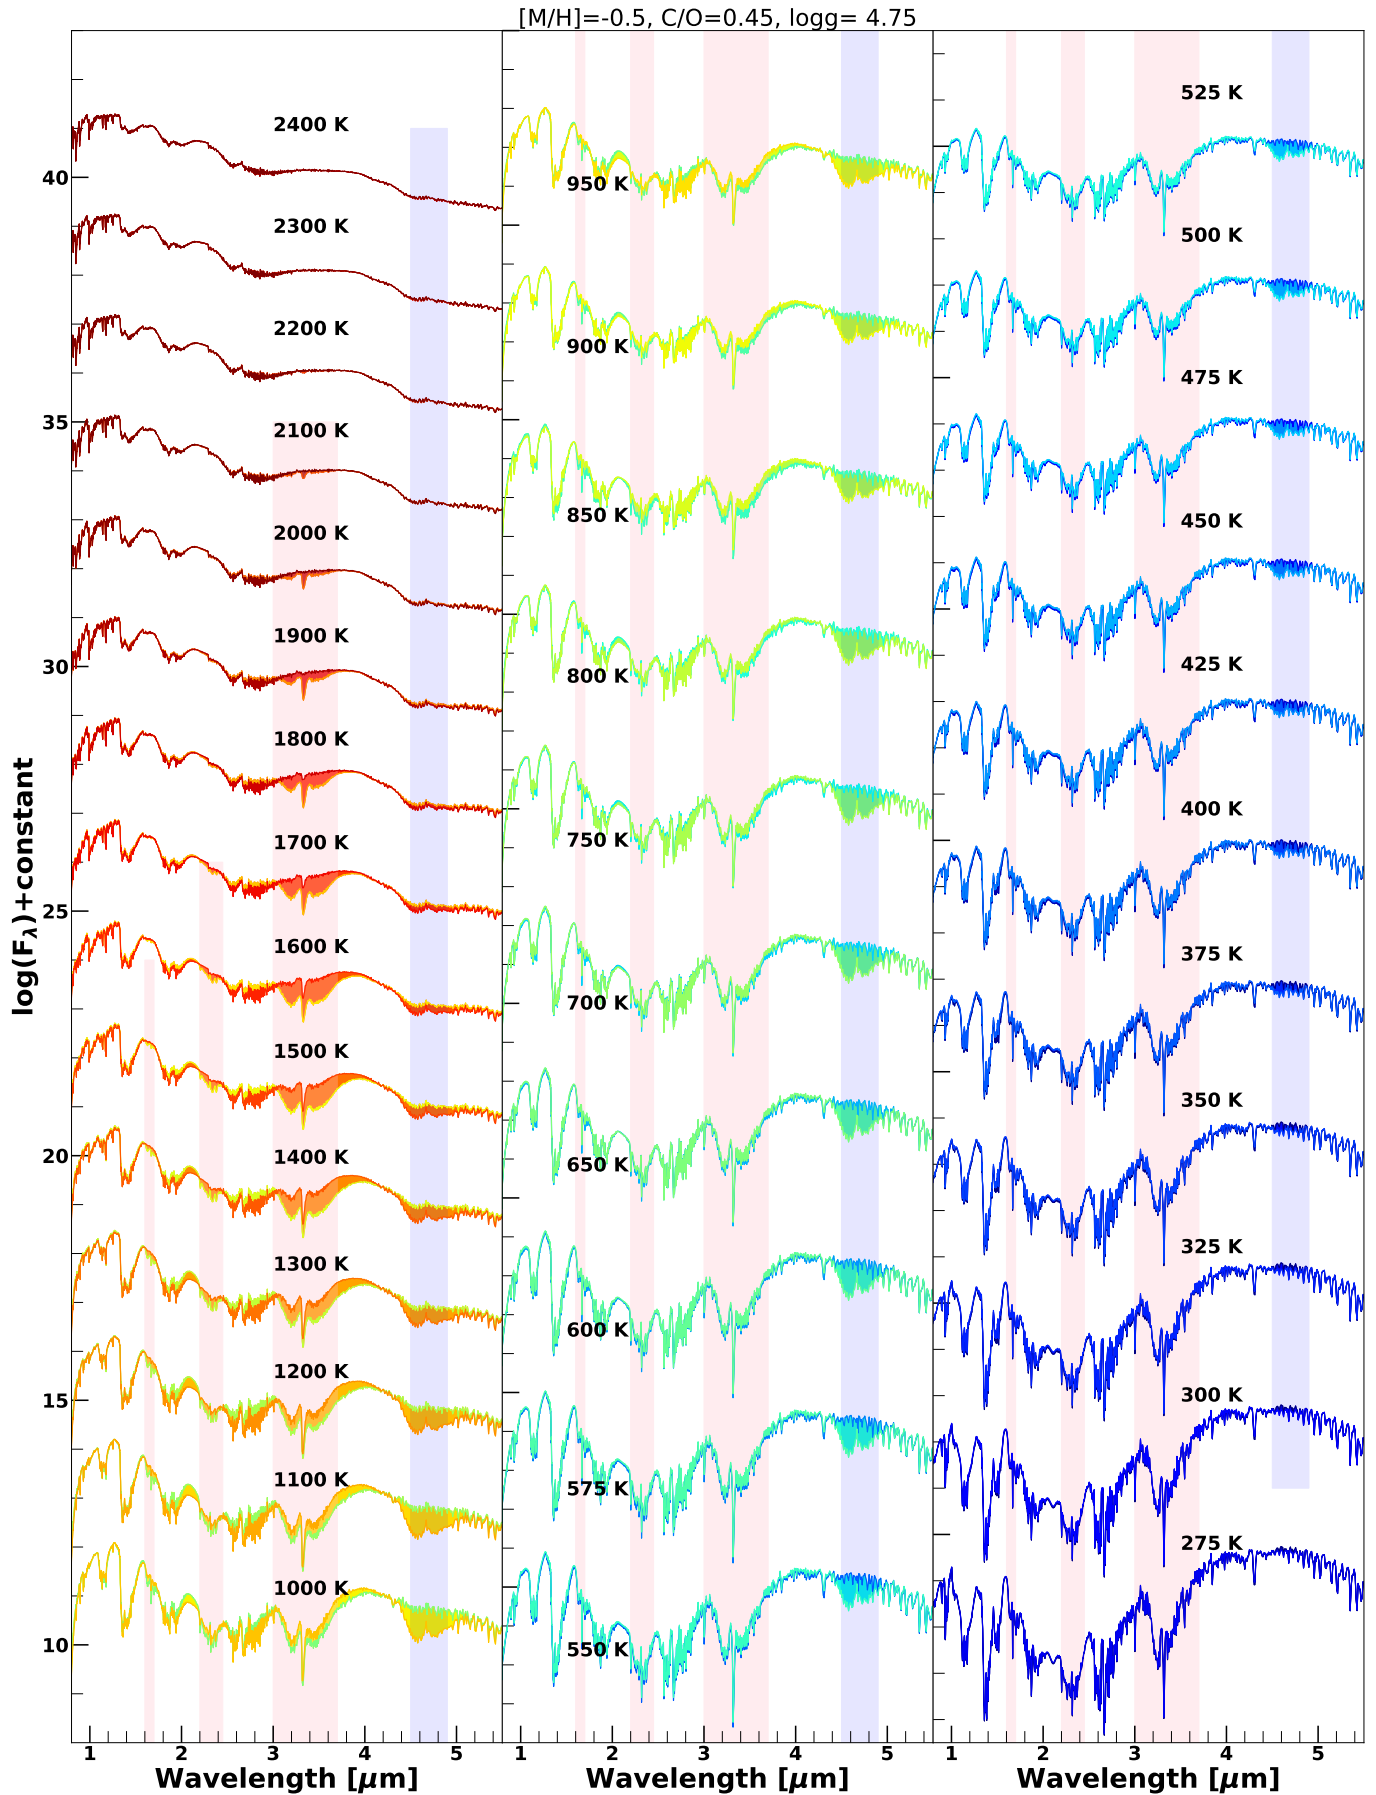 [M/H]=-0.5, C/O=0.45, logg= 4.75
log(Fλ)+constant
40
35
30
25
20
15
10
2400 K
2300 K
2200 K
2100 K
2000 K
1900 K
1800 K
1700 K
1600 K
1500 K
1400 K
1300 K
1200 K
1100 K
1000 K
1 2 3 4 5
Wavelength [μm]
950 K
900 K
850 K
800 K
750 K
700 K
650 K
600 K
575 K
550 K
1 2 3 4 5
Wavelength [μm]
525 K
500 K
475 K
450 K
425 K
400 K
375 K
350 K
325 K
300 K
275 K
1 2 3 4 5
Wavelength [μm]